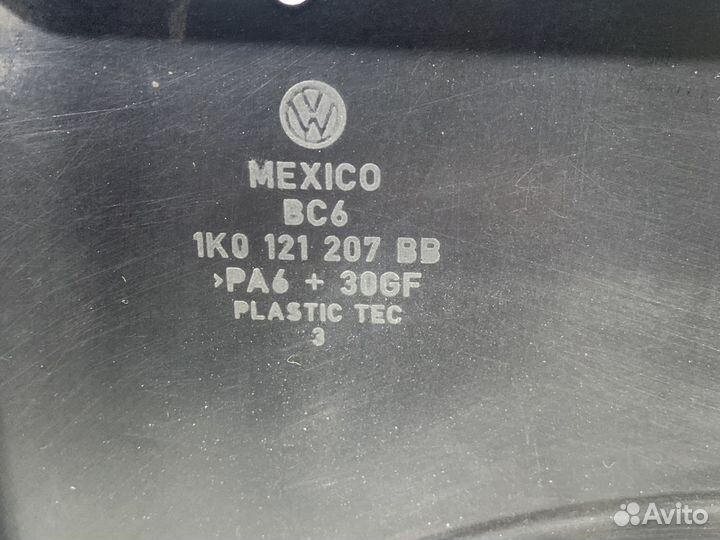 MEXICO
BC6
1K0 121 207 BB
>PA6 + 30GF
PLASTIC TEC
3
Avito